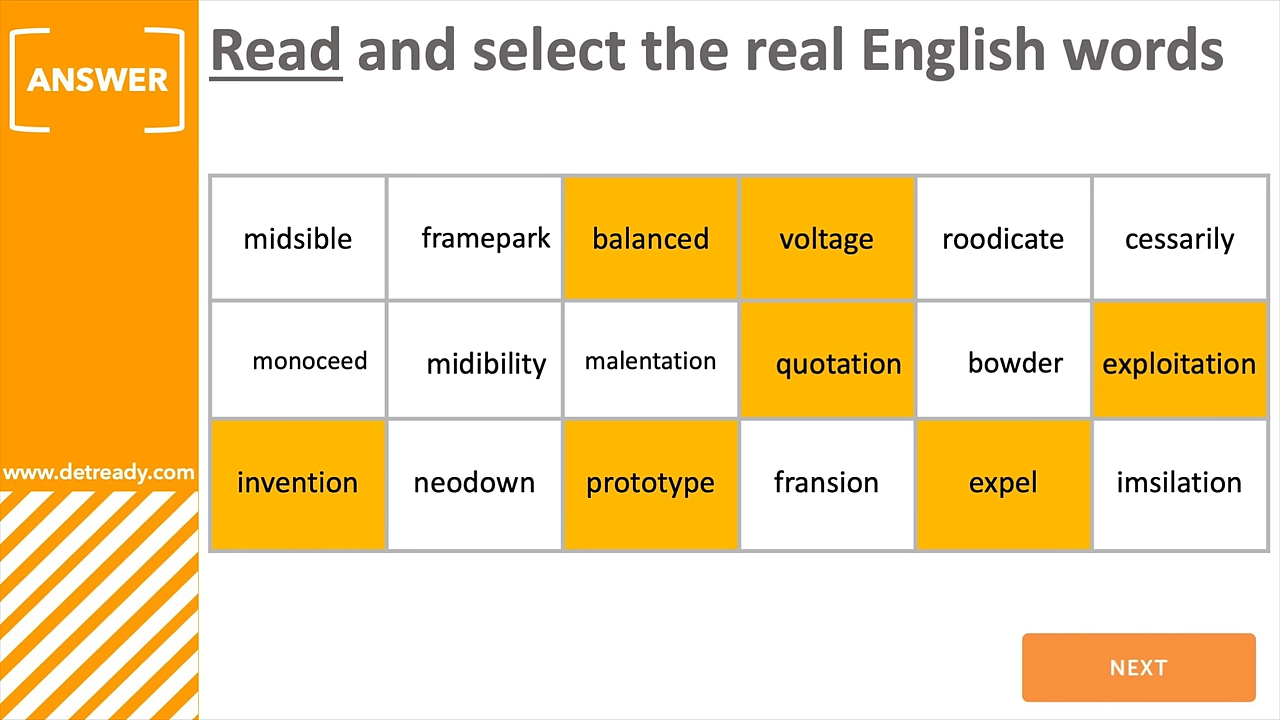 ANSWER
Read and select the real English words
midsible framepark balanced voltage roodicate cessarily
monoceed midibility malentation quotation bowder exploitation
invention neodown prototype fransion expel imsilation
www.detready.com
NEXT